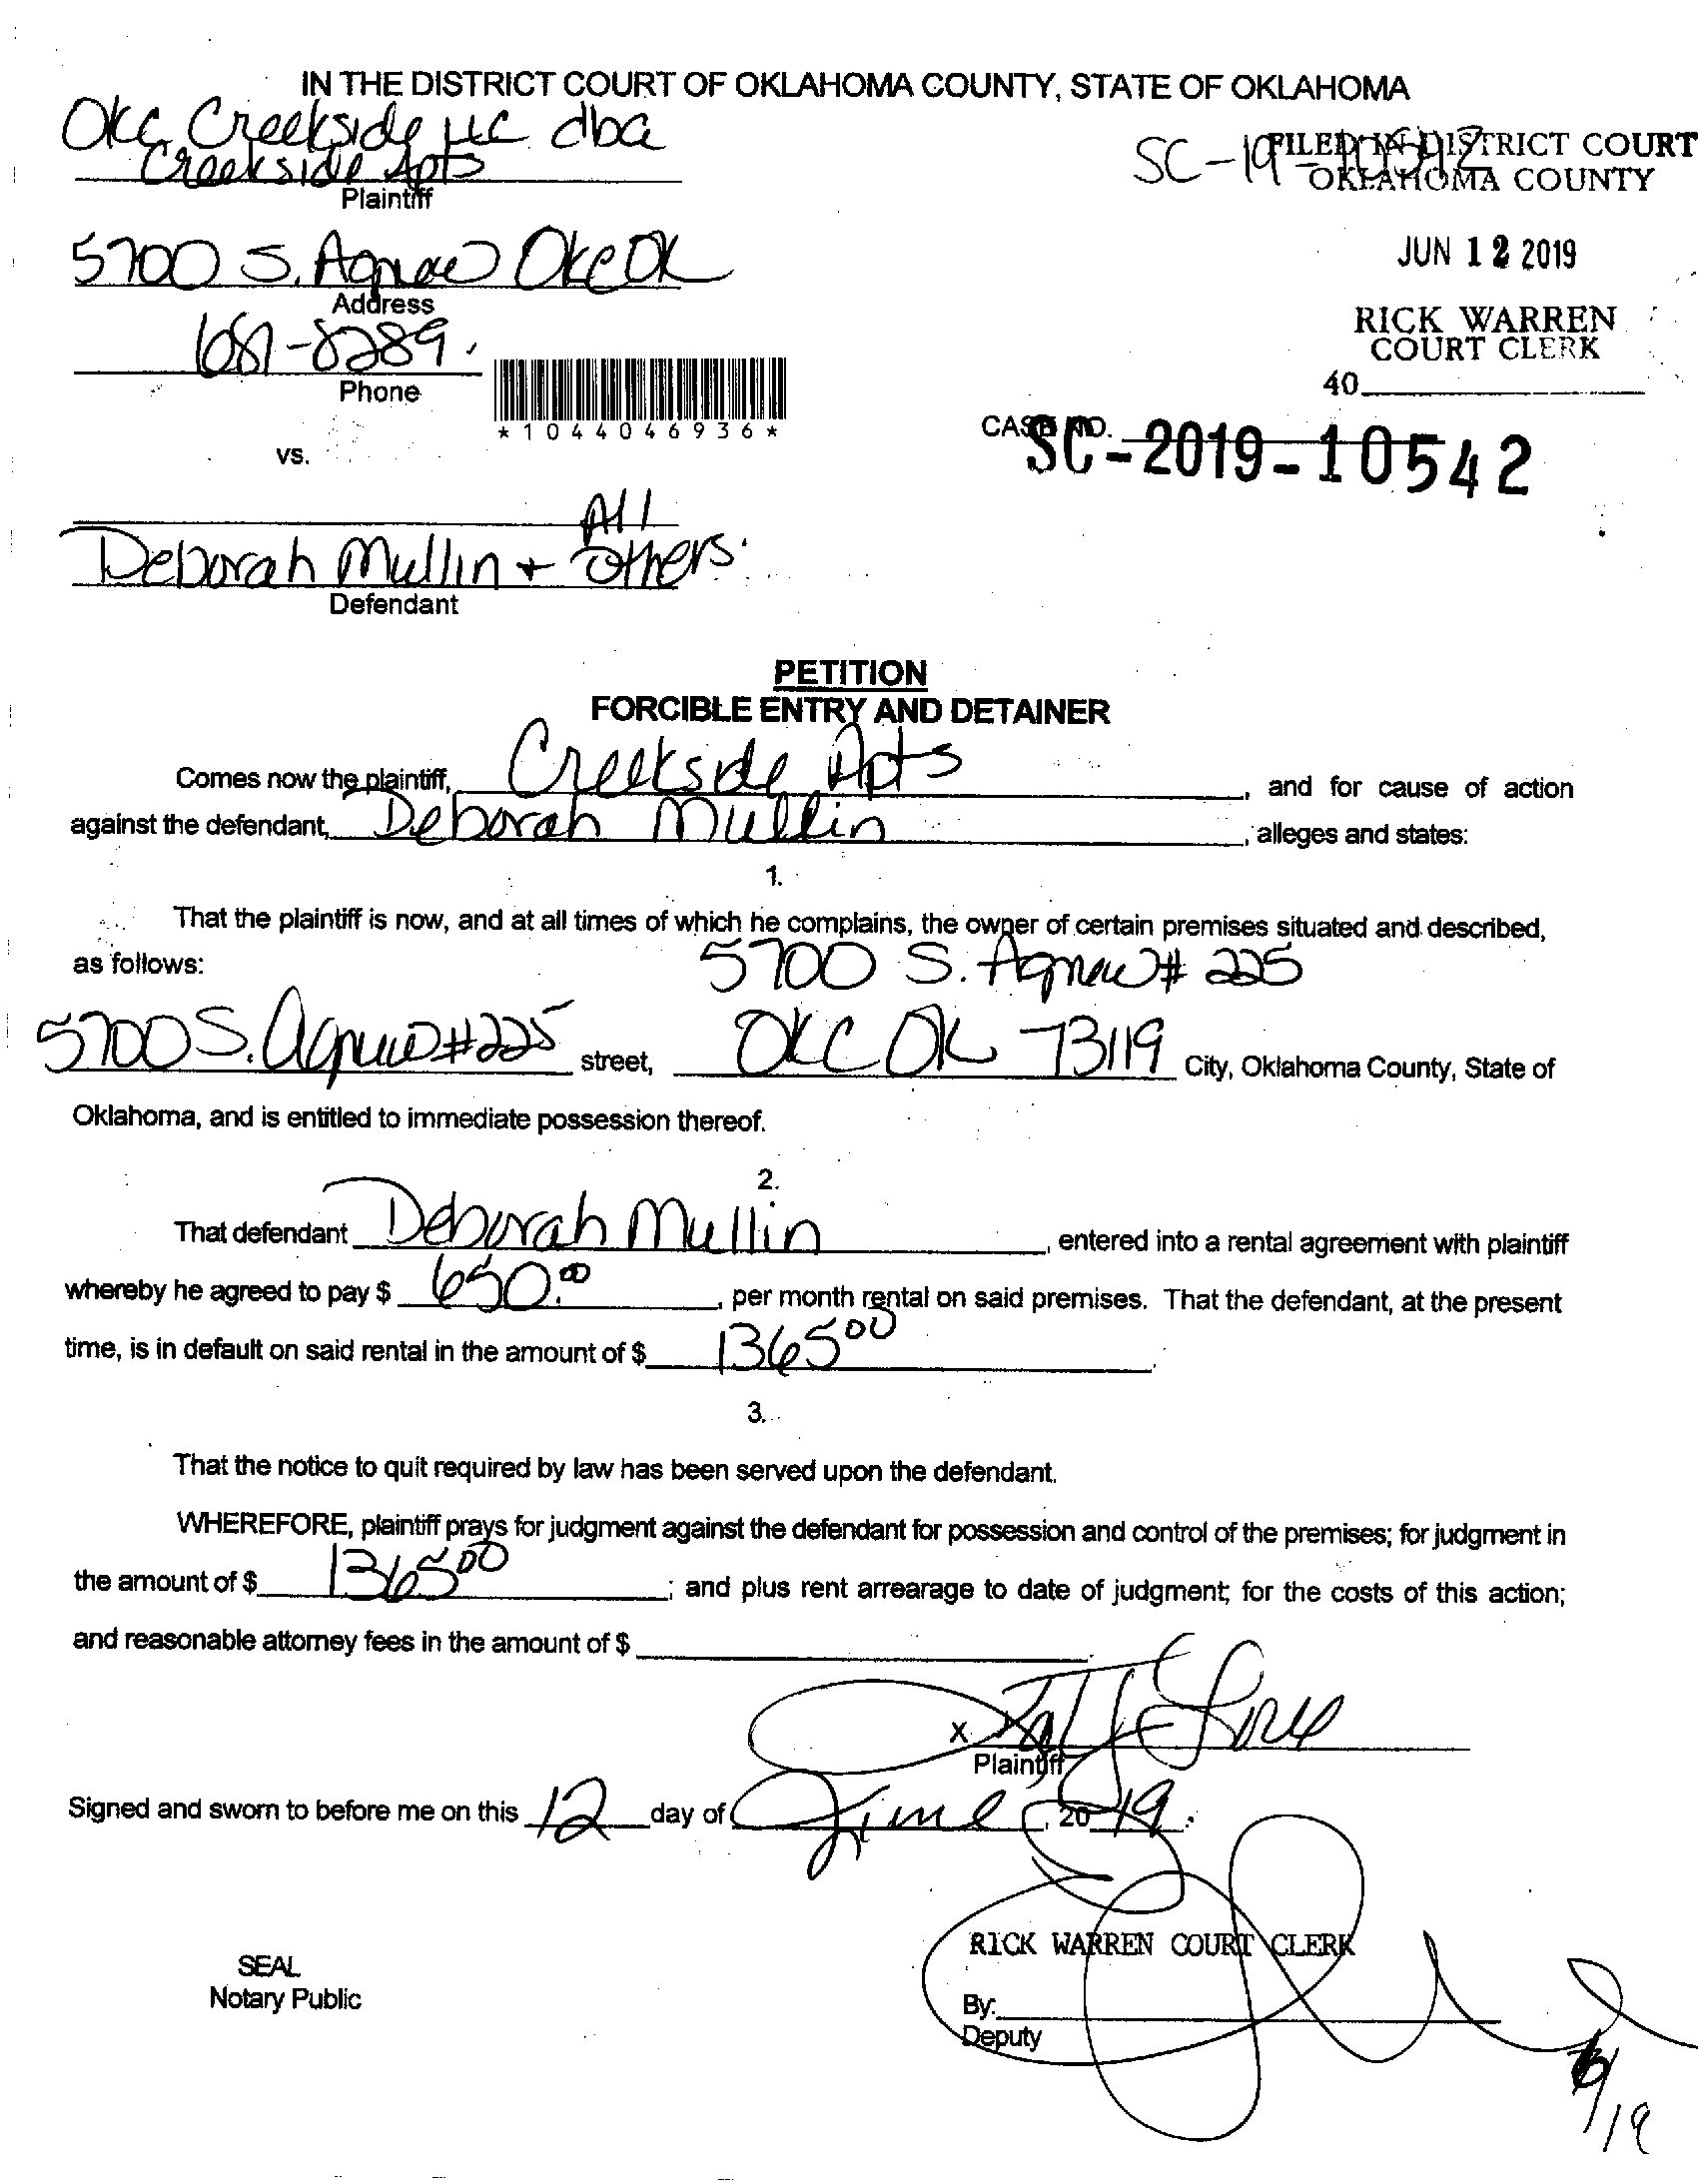 IN THE DISTRICT COURT OF OKLAHOMA COUNTY, STATE OF OKLAHOMA
OKC Creekside LLC dba
Creekside Apts
Plaintiff
SC-19-10542
FILED IN DISTRICT COURT
OKLAHOMA COUNTY
5700 S. Agnew OKC OK
Address
JUN 12 2019
681-8289.
Phone
RICK WARREN
COURT CLERK
40
*1044046936*
CASE NO.
SC-2019-10542
vs.
All
Deborah Mullin + others.
Defendant
PETITION
FORCIBLE ENTRY AND DETAINER
Comes now the plaintiff, Creekside Apts, and for cause of action
against the defendant, Deborah Mullin, alleges and states:
1.
That the plaintiff is now, and at all times of which he complains, the owner of certain premises situated and described,
as follows: 5700 S. Agnew # 225
5700 S. Agnew #225 street, OKC OK 73119 City, Oklahoma County, State of
Oklahoma, and is entitled to immediate possession thereof.
2.
That defendant Deborah Mullin, entered into a rental agreement with plaintiff
whereby he agreed to pay $ 650.00, per month rental on said premises. That the defendant, at the present
time, is in default on said rental in the amount of $ 1365 00.
3.
That the notice to quit required by law has been served upon the defendant.
WHEREFORE, plaintiff prays for judgment against the defendant for possession and control of the premises; for judgment in
the amount of $ 1365 00; and plus rent arrearage to date of judgment; for the costs of this action;
and reasonable attorney fees in the amount of $
X
Plaintiff
Signed and sworn to before me on this 12 day of June, 2019.
RICK WARREN COURT CLERK
SEAL
Notary Public
By:
Deputy
/19